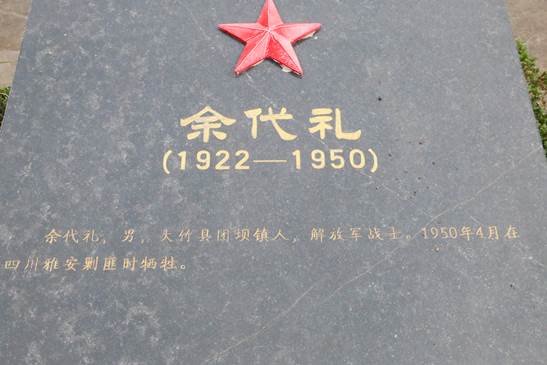 余代礼
(1922—1950)
余代礼，男，大竹县团坝镇人，解放军战士。1950年4月在
四川雅安剿匪时牺牲。